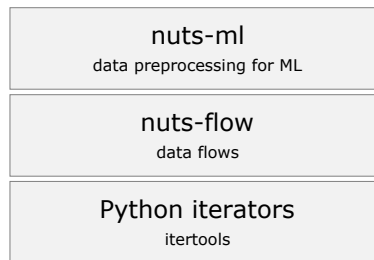 nuts-ml
data preprocessing for ML
nuts-flow
data flows
Python iterators
itertools